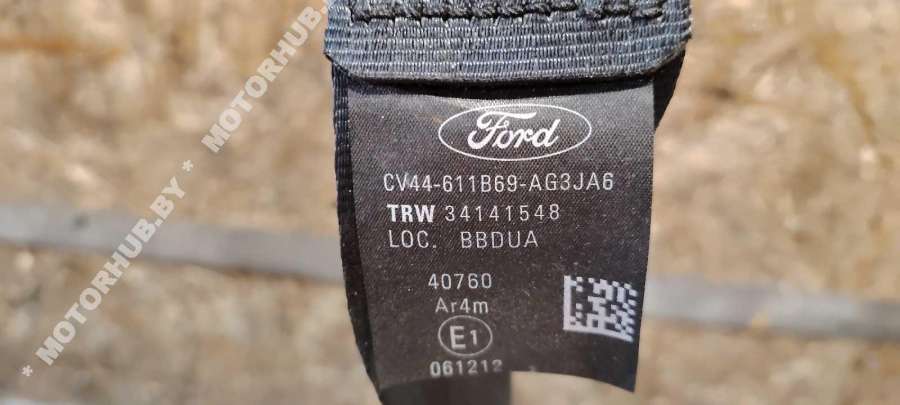 Ford
CV44-611B69-AG3JA6
TRW 34141548
LOC. BBDUA
40760
Ar4m
E1
061212
* MOTORHUB.BY * MOTORHUB.BY